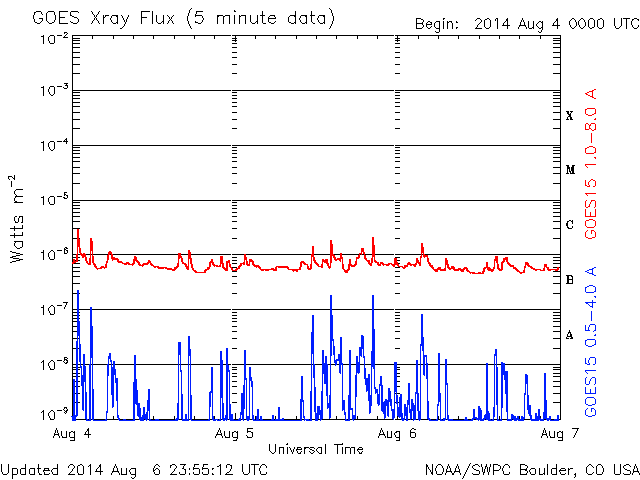 GOES Xray Flux (5 minute data)
Begin: 2014 Aug 4 0000 UTC
10⁻²
10⁻³
10⁻⁴
10⁻⁵
10⁻⁶
10⁻⁷
10⁻⁸
10⁻⁹
Watts m⁻²
X
M
C
B
A
GOES15 1.0-8.0 A
GOES15 0.5-4.0 A
Aug 4 Aug 5 Aug 6 Aug 7
Universal Time
Updated 2014 Aug 6 23:55:12 UTC
NOAA/SWPC Boulder, CO USA